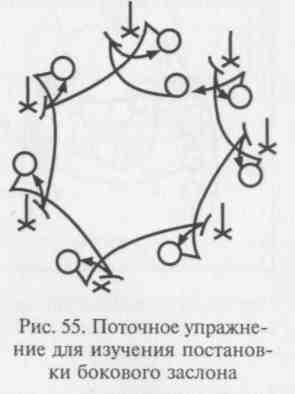 Рис. 55. Поточное упражне-
ние для изучения постанов-
ки бокового заслона